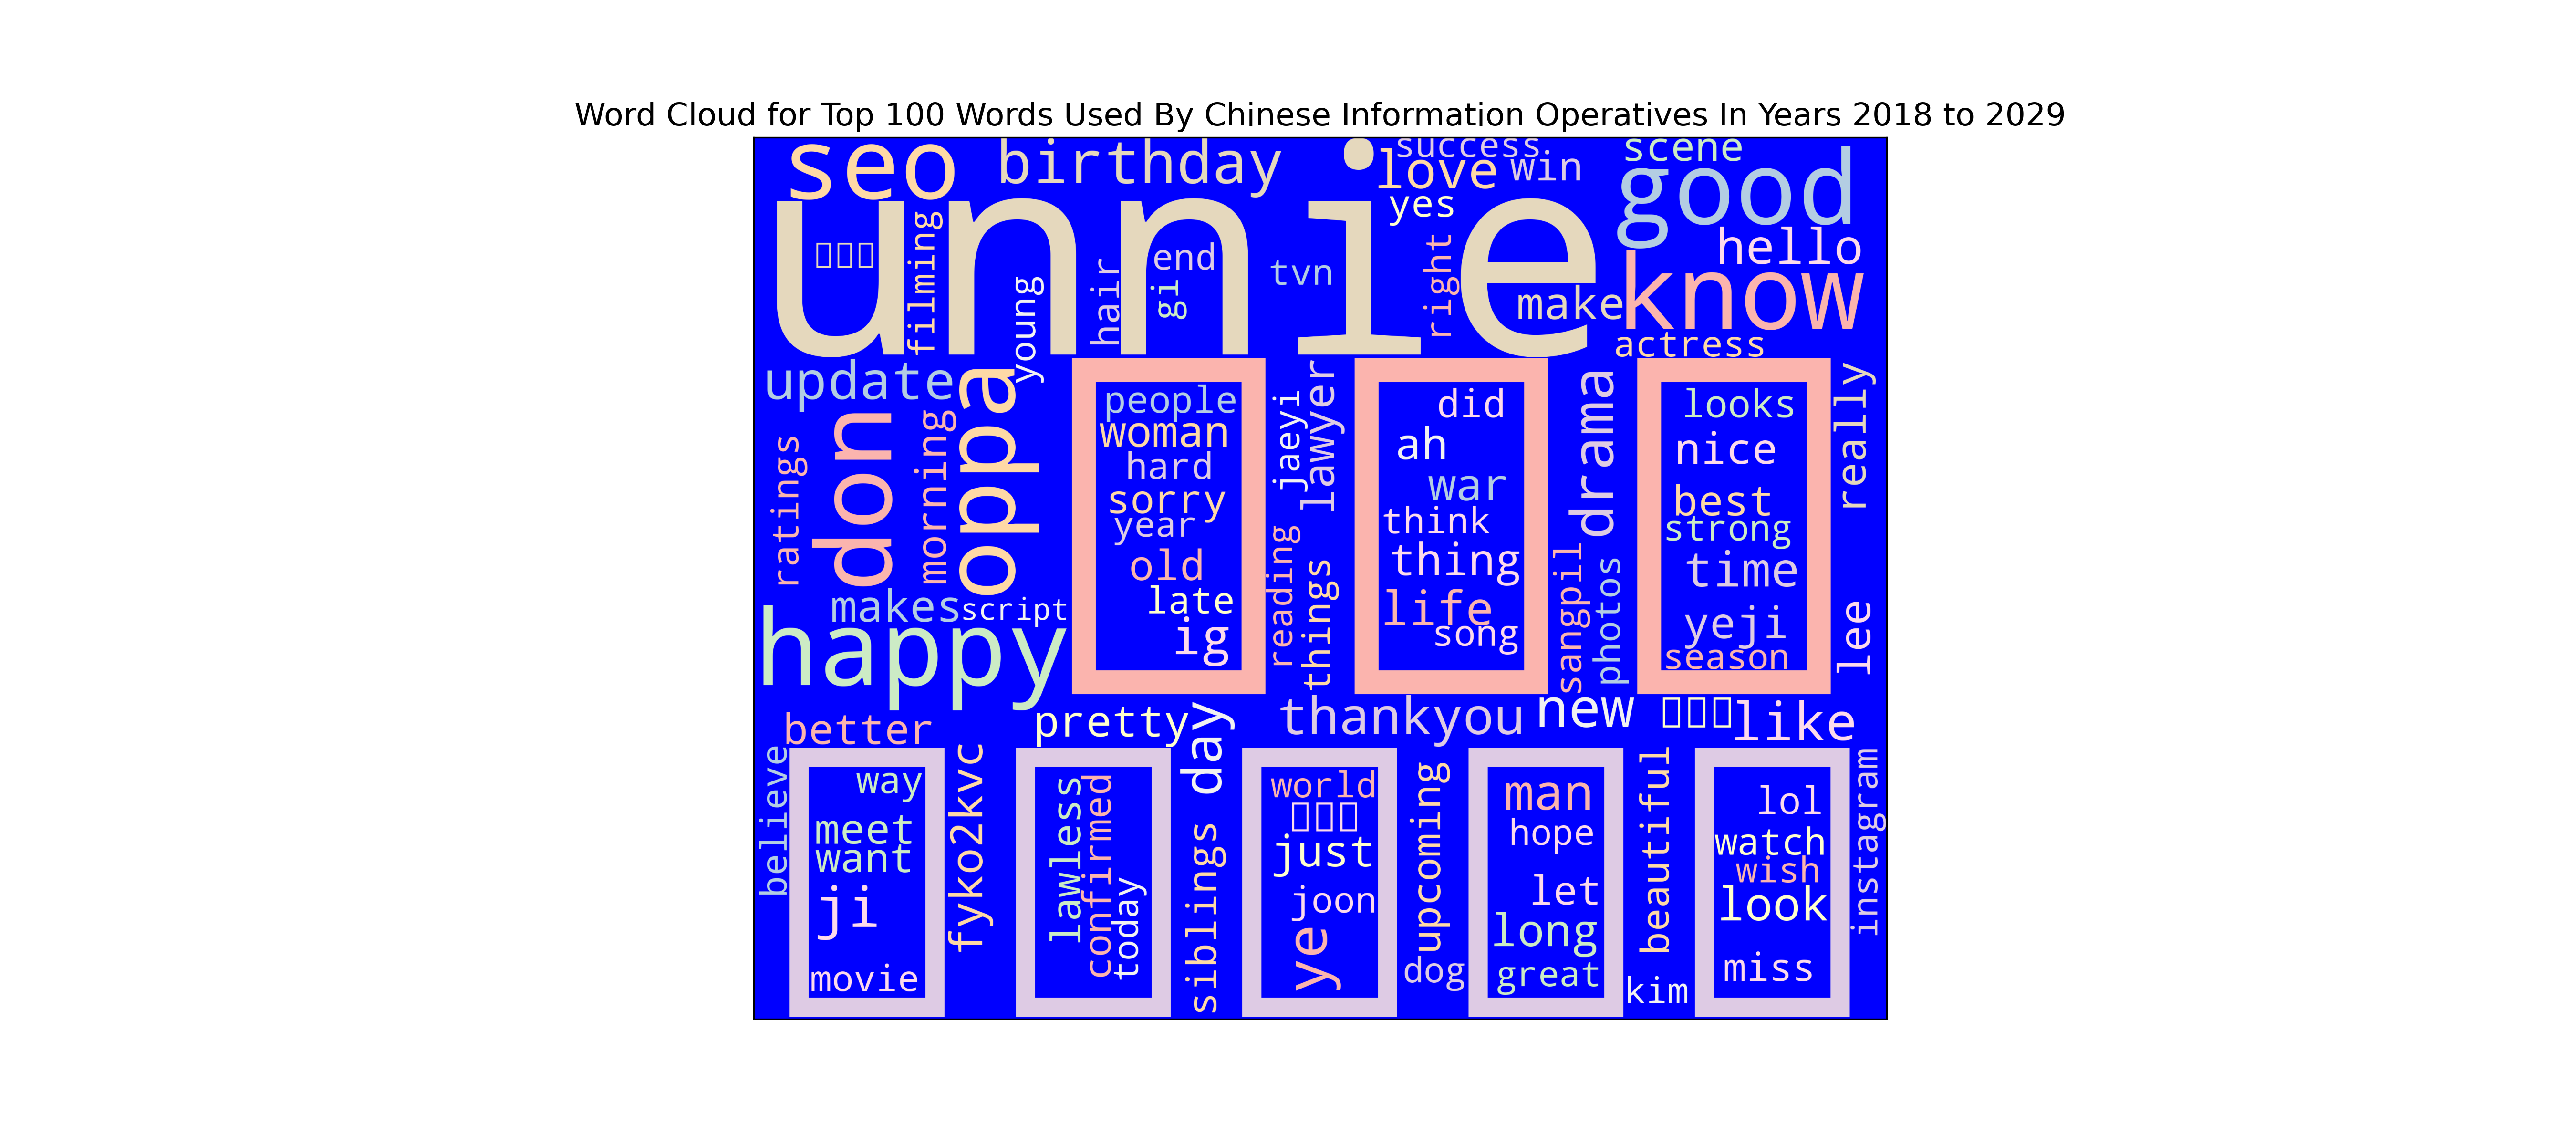 Word Cloud for Top 100 Words Used By Chinese Information Operatives In Years 2018 to 2029
seo
birthday
success
love
win
scene
good
yes
unnie
filming
young
hair
end
gi
tvn
right
make
hello
know
actress
update
don
ratings
morning
oppa
makes
script
happy
people
woman
hard
sorry
year
old
late
ig
jaeyi
lawyer
reading
things
did
ah
war
think
thing
life
song
drama
sangpil
photos
looks
nice
best
strong
time
yeji
season
really
lee
better
pretty
day
thankyou
new
like
believe
way
meet
want
ji
movie
fyko2kvc
lawless
confirmed
today
siblings
world
just
joon
ye
upcoming
dog
man
hope
let
long
great
beautiful
kim
lol
watch
wish
look
miss
instagram